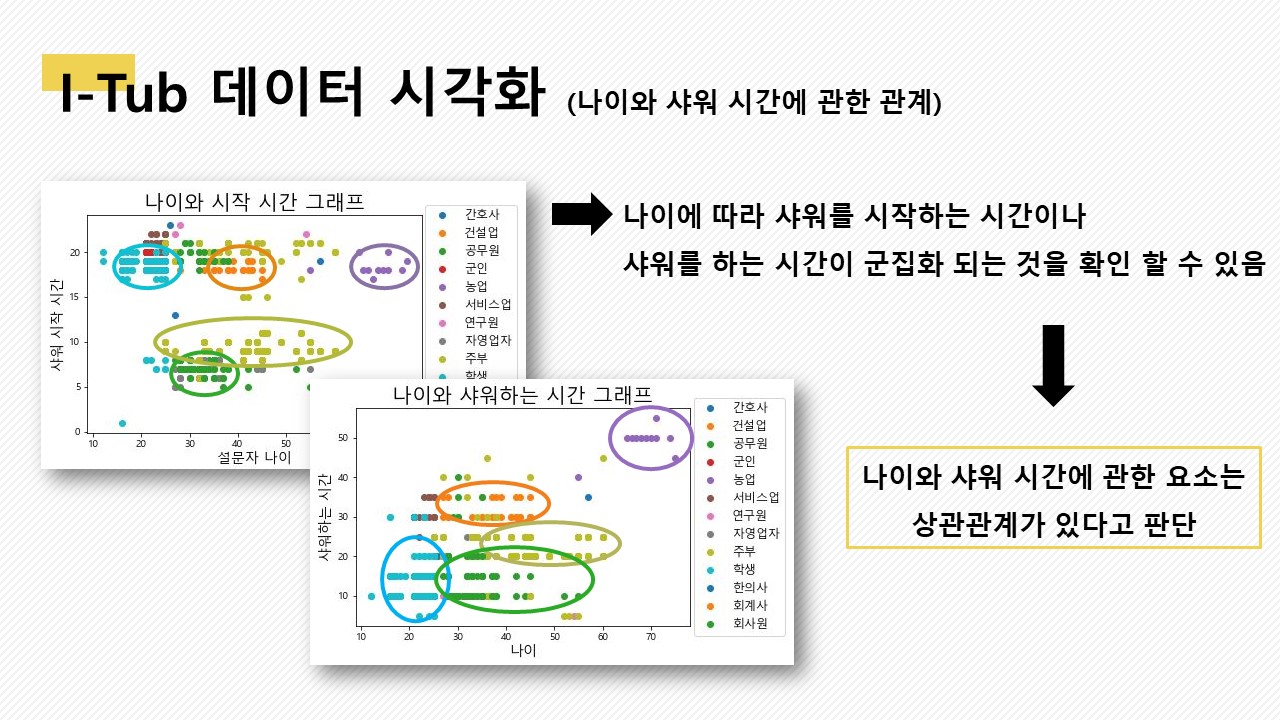 I-Tub 데이터 시각화 (나이와 샤워 시간에 관한 관계)
나이와 시작 시간 그래프
샤워 시작 시간
20
15
10
5
0
10 20 30 40 50
설문자 나이
간호사
건설업
공무원
군인
농업
서비스업
연구원
자영업자
주부
학생
나이와 샤워하는 시간 그래프
샤워하는 시간
50
40
30
20
10
10 20 30 40 50 60 70
나이
간호사
건설업
공무원
군인
농업
서비스업
연구원
자영업자
주부
학생
한의사
회계사
회사원
나이에 따라 샤워를 시작하는 시간이나
샤워를 하는 시간이 군집화 되는 것을 확인 할 수 있음
나이와 샤워 시간에 관한 요소는
상관관계가 있다고 판단